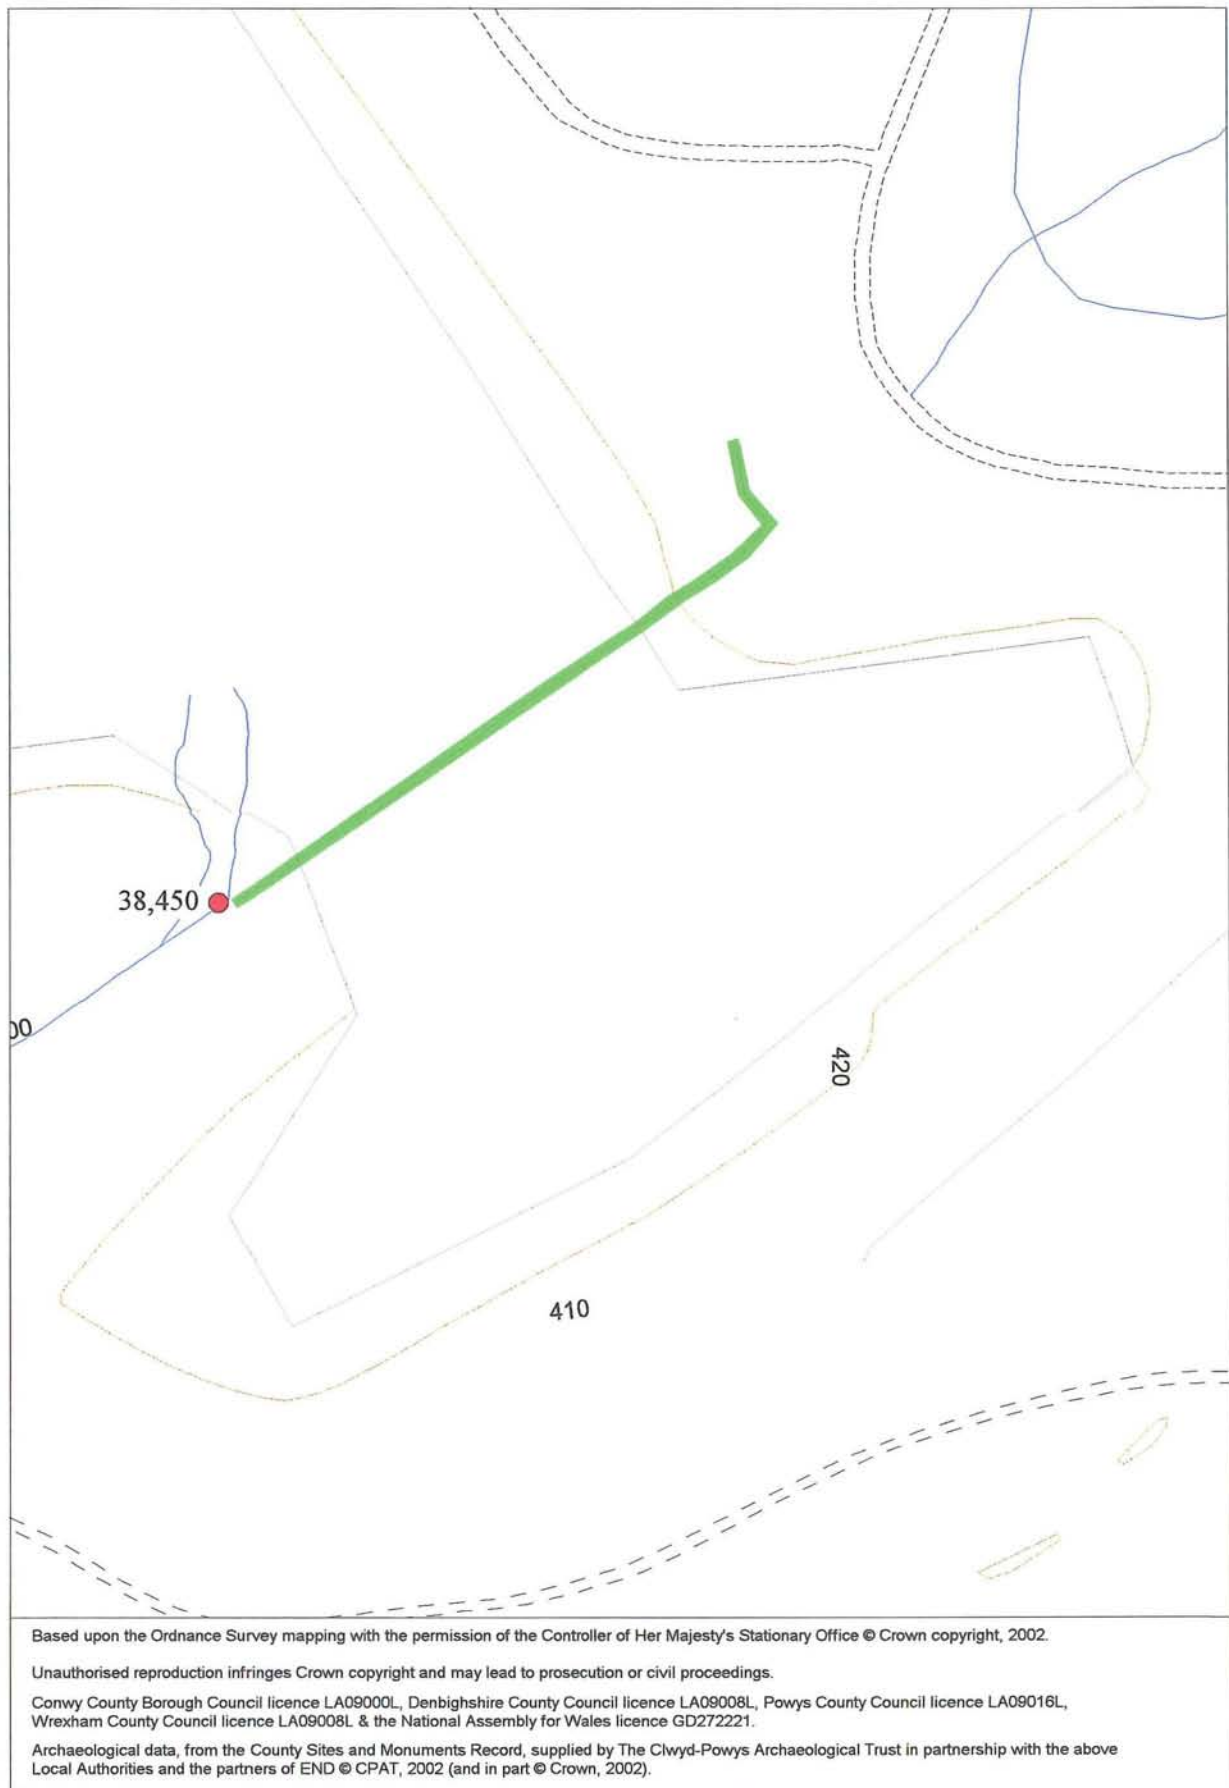 38,450
00
420
410
Based upon the Ordnance Survey mapping with the permission of the Controller of Her Majesty's Stationary Office © Crown copyright, 2002.
Unauthorised reproduction infringes Crown copyright and may lead to prosecution or civil proceedings.
Conwy County Borough Council licence LA09000L, Denbighshire County Council licence LA09008L, Powys County Council licence LA09016L,
Wrexham County Council licence LA09008L & the National Assembly for Wales licence GD272221.
Archaeological data, from the County Sites and Monuments Record, supplied by The Clwyd-Powys Archaeological Trust in partnership with the above
Local Authorities and the partners of END © CPAT, 2002 (and in part © Crown, 2002).